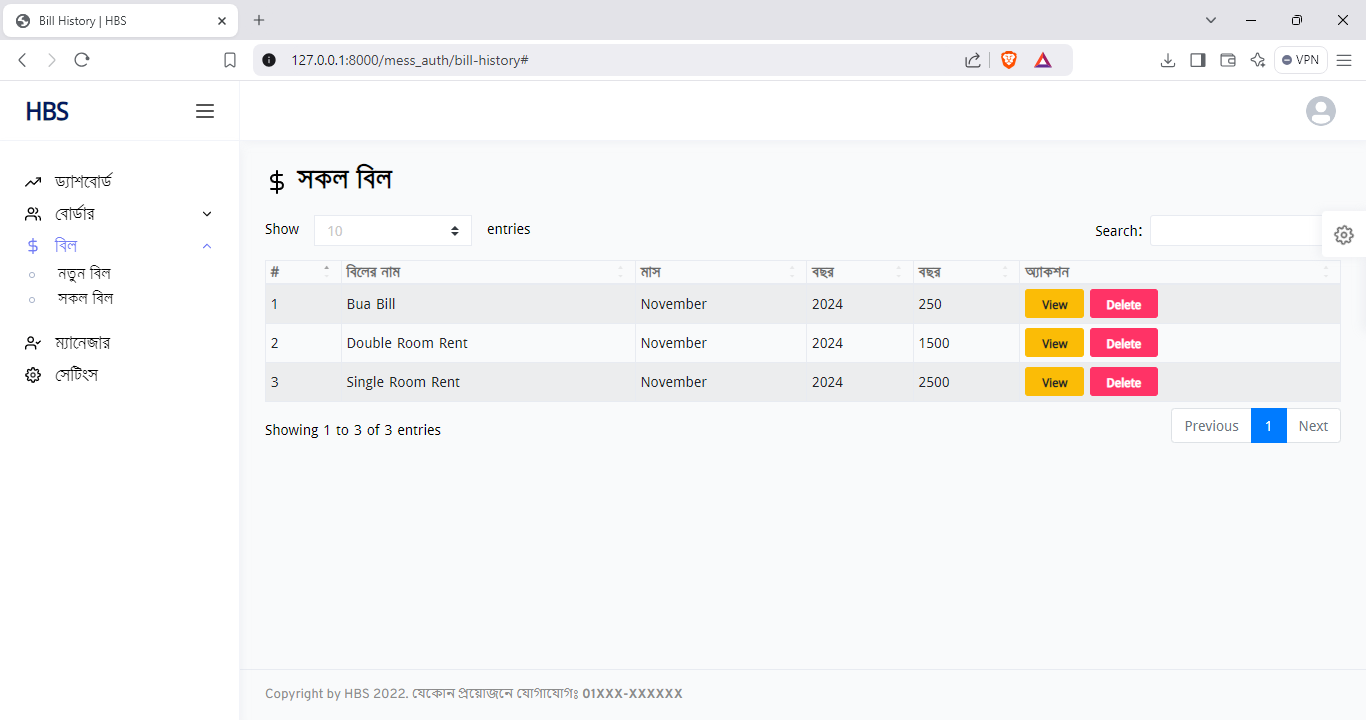 Bill History | HBS
127.0.0.1:8000/mess_auth/bill-history#
VPN
HBS
ড্যাশবোর্ড
বোর্ডার
বিল
নতুন বিল
সকল বিল
ম্যানেজার
সেটিংস
$ সকল বিল
Show 10 entries
Search:
# বিলের নাম মাস বছর বছর অ্যাকশন
1 Bua Bill November 2024 250 View Delete
2 Double Room Rent November 2024 1500 View Delete
3 Single Room Rent November 2024 2500 View Delete
Showing 1 to 3 of 3 entries
Previous 1 Next
Copyright by HBS 2022. যেকোন প্রয়োজনে যোগাযোগঃ 01XXX-XXXXXX